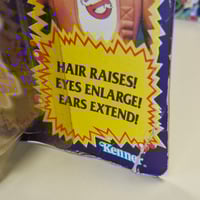 HAIR RAISES!
EYES ENLARGE!
EARS EXTEND!
Kenner